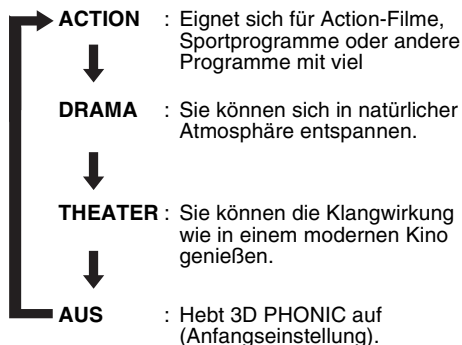 ACTION : Eignet sich für Action-Filme,
Sportprogramme oder andere
Programme mit viel
DRAMA : Sie können sich in natürlicher
Atmosphäre entspannen.
THEATER : Sie können die Klangwirkung
wie in einem modernen Kino
genießen.
AUS : Hebt 3D PHONIC auf
(Anfangseinstellung).